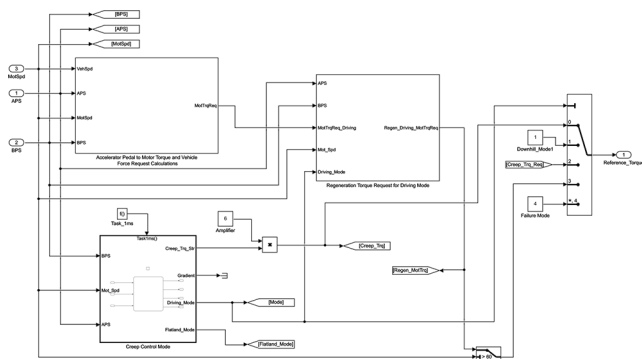 [BPS]
[APS]
[MotSpd]
3
MotSpd
1
APS
2
BPS
VehSpd
APS
MotSpd
BPS
MotTrqReq
Accelerator Pedal to Motor Torque and Vehicle
Force Request Calculations
APS
BPS
MotTrqReq_Driving
Mot_Spd
Driving_Mode
Regen_Driving_MotTrqReq
Regeneration Torque Request for Driving Mode
0
1
Downhill_Mode1
1
[Creep_Trq_Req]
2
3
4
Failure Mode
*, 4
1
Reference_Torque
f()
Task_1ms
6
Amplifier
×
[Creep_Trq]
Task1ms()
BPS
Mot_Spd
APS
Creep_Trq_Str
Gradient
Driving_Mode
Flatland_Mode
Creep Control Mode
[Mode]
[Flatland_Mode]
[Regen_MotTrq]
> 60